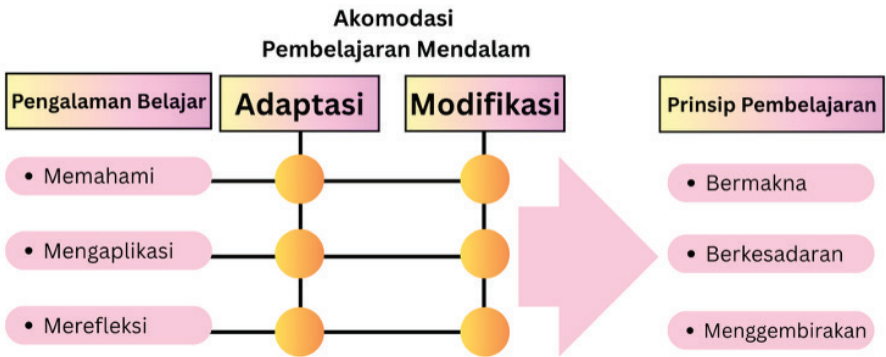 Akomodasi
Pembelajaran Mendalam
Pengalaman Belajar
Adaptasi
Modifikasi
Prinsip Pembelajaran
• Memahami
• Mengaplikasi
• Merefleksi
• Bermakna
• Berkesadaran
• Menggembirakan